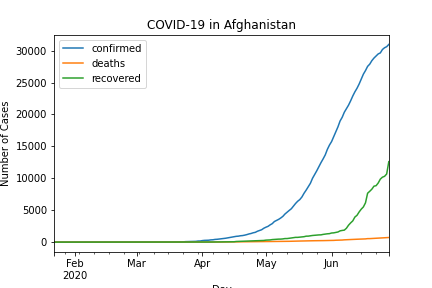 COVID-19 in Afghanistan
confirmed
deaths
recovered
Number of Cases
30000
25000
20000
15000
10000
5000
0
Feb
2020
Mar
Apr
May
Jun